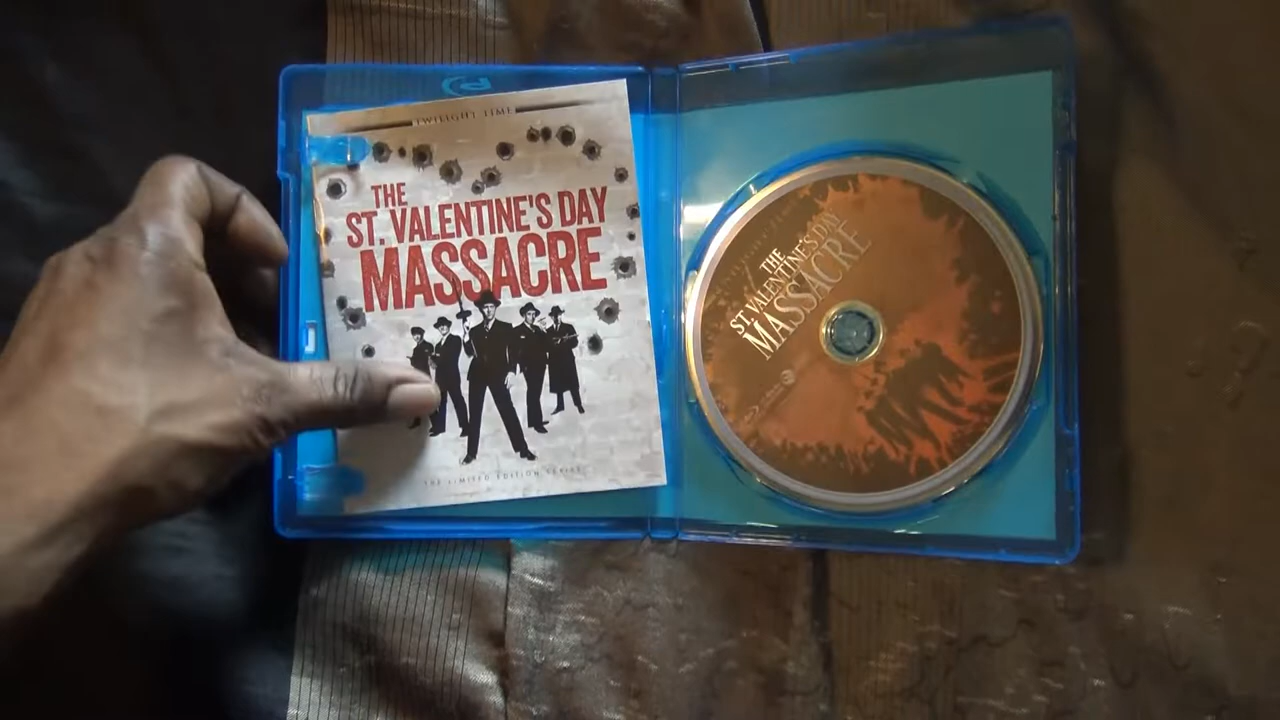 TWILIGHT TIME
THE
ST. VALENTINE'S DAY
MASSACRE
THE LIMITED EDITION SERIES
THE
ST. VALENTINE'S DAY
MASSACRE